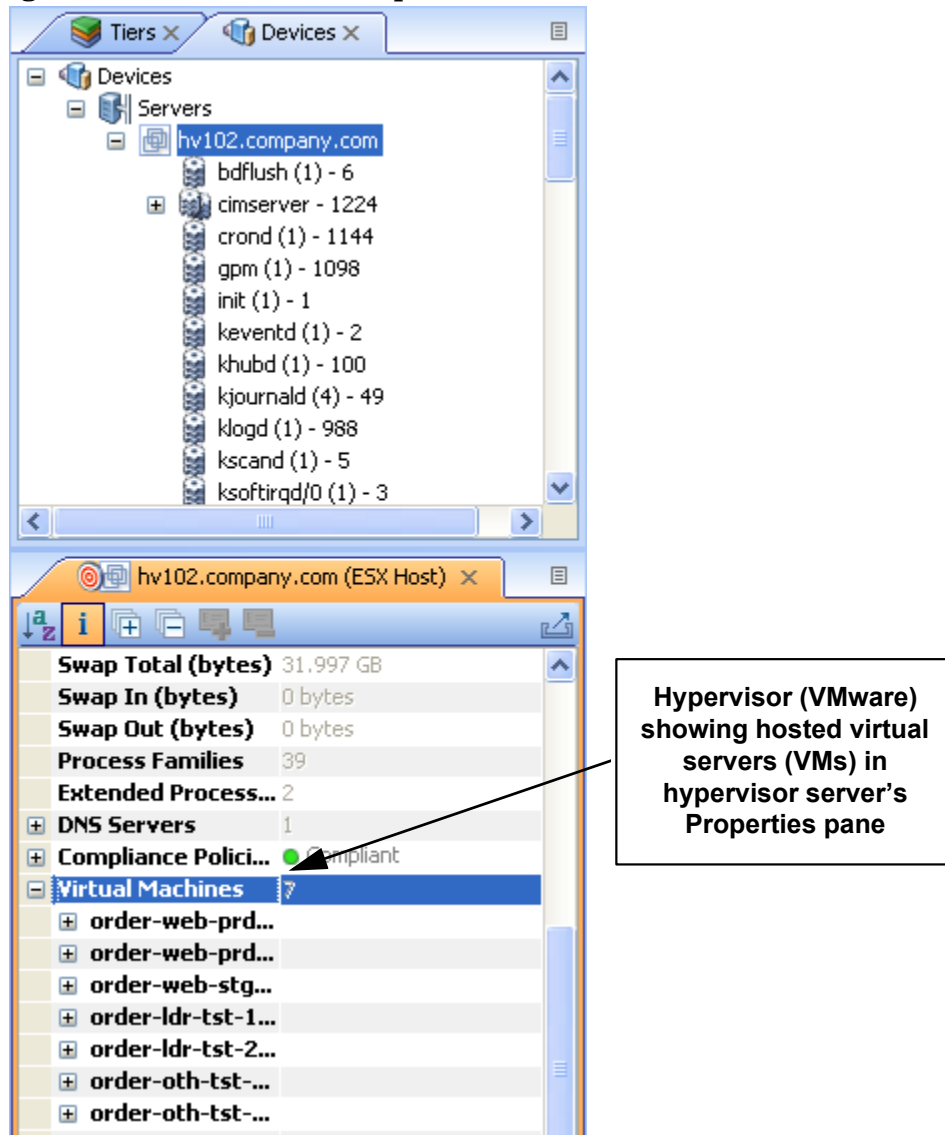 Tiers
Devices
Devices
Servers
hv102.company.com
bdflush (1) - 6
cimserver - 1224
crond (1) - 1144
gpm (1) - 1098
init (1) - 1
keventd (1) - 2
khubd (1) - 100
kjournald (4) - 49
klogd (1) - 988
kscand (1) - 5
ksoftirqd/0 (1) - 3
hv102.company.com (ESX Host)
Swap Total (bytes) 31.997 GB
Swap In (bytes) 0 bytes
Swap Out (bytes) 0 bytes
Process Families 39
Extended Process... 2
DNS Servers 1
Compliance Polici... Compliant
Virtual Machines 7
order-web-prd...
order-web-prd...
order-web-stg...
order-ldr-tst-1...
order-ldr-tst-2...
order-oth-tst-...
order-oth-tst-...
Hypervisor (VMware)
showing hosted virtual
servers (VMs) in
hypervisor server's
Properties pane